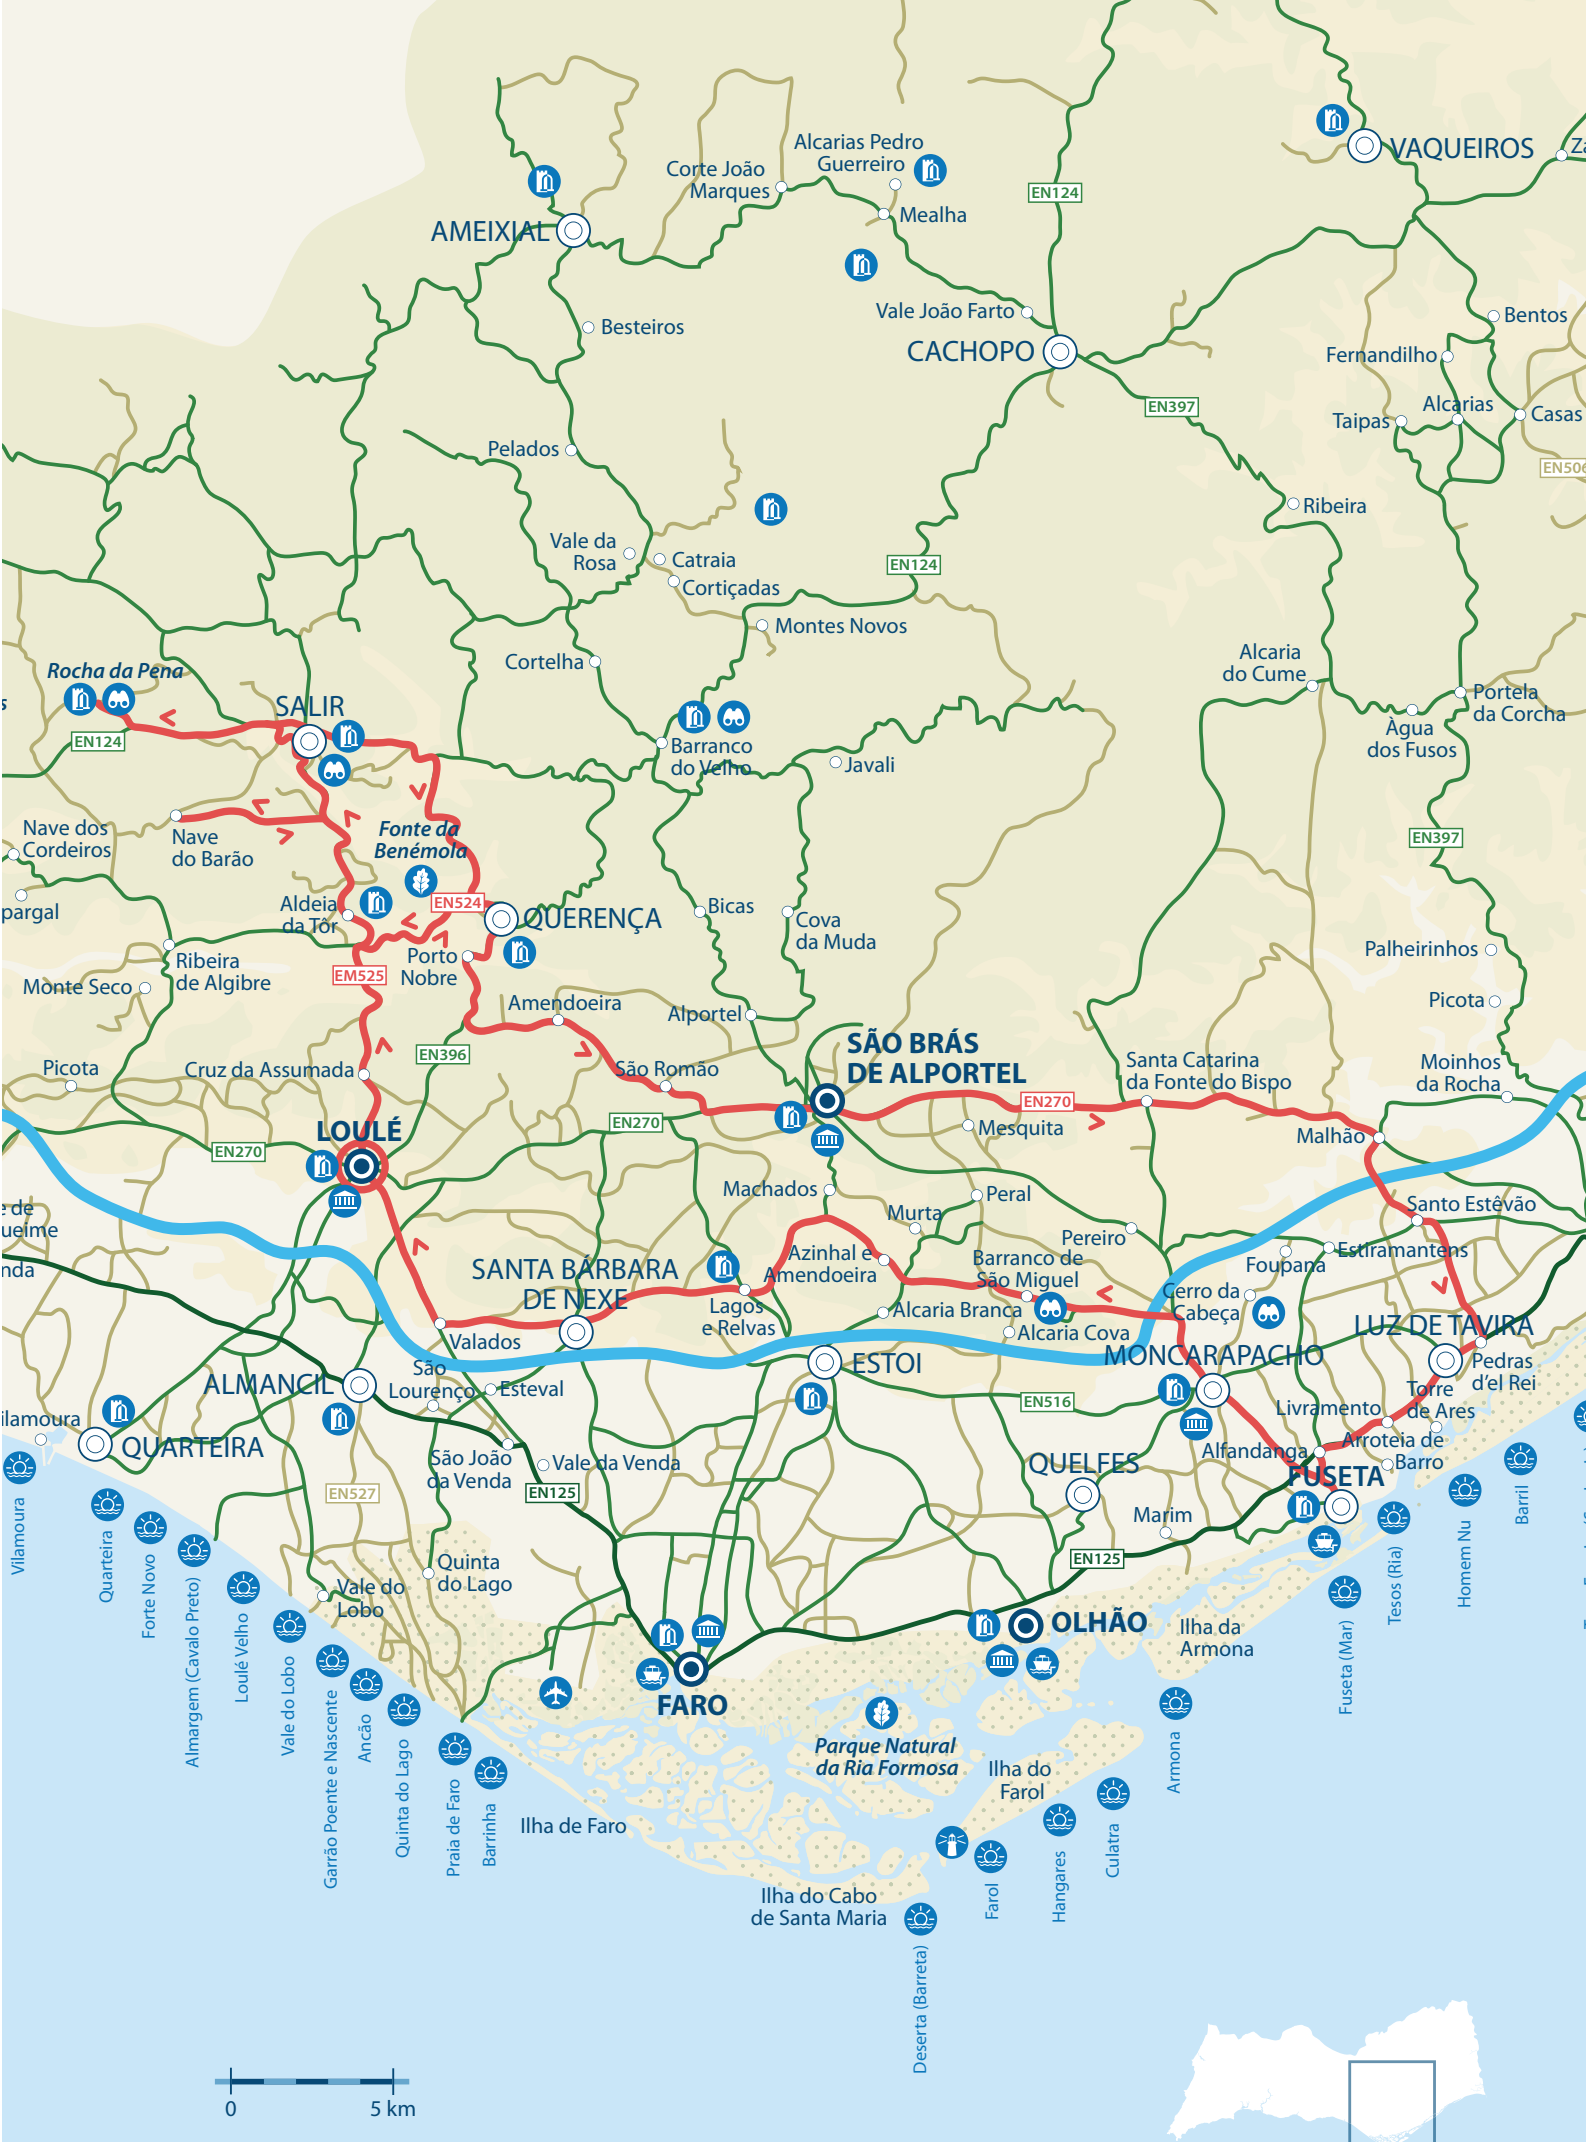 VAQUEIROS
Alcarias Pedro
Guerreiro
Corte João
Marques
EN124
Mealha
AMEIXIAL
Vale João Farto
Bentos
Besteiros
CACHOPO
Fernandilho
EN397
Alcarias
Casas
Taipas
Pelados
Ribeira
Vale da
Rosa
Catraia
EN124
Cortiçadas
Montes Novos
Cortelha
Alcaria
do Cume
Rocha da Pena
SALIR
Portela
da Corcha
EN124
Barranco
do Velho
Àgua
dos Fusos
Javali
Nave dos
Cordeiros
Nave
do Barão
Fonte da
Benémola
EN397
pargal
Aldeia
da Tôr
EN524
QUERENÇA
Bicas
Cova
da Muda
Ribeira
de Algibre
Monte Seco
EM525
Porto
Nobre
Palheirinhos
Amendoeira
Alportel
Picota
SÃO BRÁS
DE ALPORTEL
EN396
Picota
Cruz da Assumada
São Romão
Santa Catarina
da Fonte do Bispo
Moinhos
da Rocha
EN270
EN270
LOULÉ
EN270
Mesquita
Malhão
Machados
Peral
e de
ueime
Murta
Santo Estêvão
Pereiro
Estiramantens
nda
SANTA BÁRBARA
DE NEXE
Azinhal e
Amendoeira
Barranco de
São Miguel
Foupana
Lagos
e Relvas
Alcaria Branca
Cerro da
Cabeça
Alcaria Cova
LUZ DE TAVIRA
Valados
MONCARAPACHO
ESTOI
Pedras
d'el Rei
São
Lourenço
ALMANCIL
Esteval
EN516
Torre
de Ares
Livramento
ilamoura
QUARTEIRA
Alfandanga
Arroteia de
Barro
São João
da Venda
Vale da Venda
QUELFES
FUSETA
EN527
EN125
Marim
EN125
Quinta
do Lago
Vale do
Lobo
OLHÃO
Ilha da
Armona
FARO
Parque Natural
da Ria Formosa
Ilha do
Farol
Ilha de Faro
Ilha do Cabo
de Santa Maria
Vilamoura
Quarteira
Forte Novo
Almargem (Cavalo Preto)
Loulé Velho
Vale do Lobo
Garrão Poente e Nascente
Ancão
Quinta do Lago
Praia de Faro
Barrinha
Deserta (Barreta)
Farol
Hangares
Culatra
Armona
Fuseta (Mar)
Tesos (Ria)
Homem Nu
Barril
0
5 km